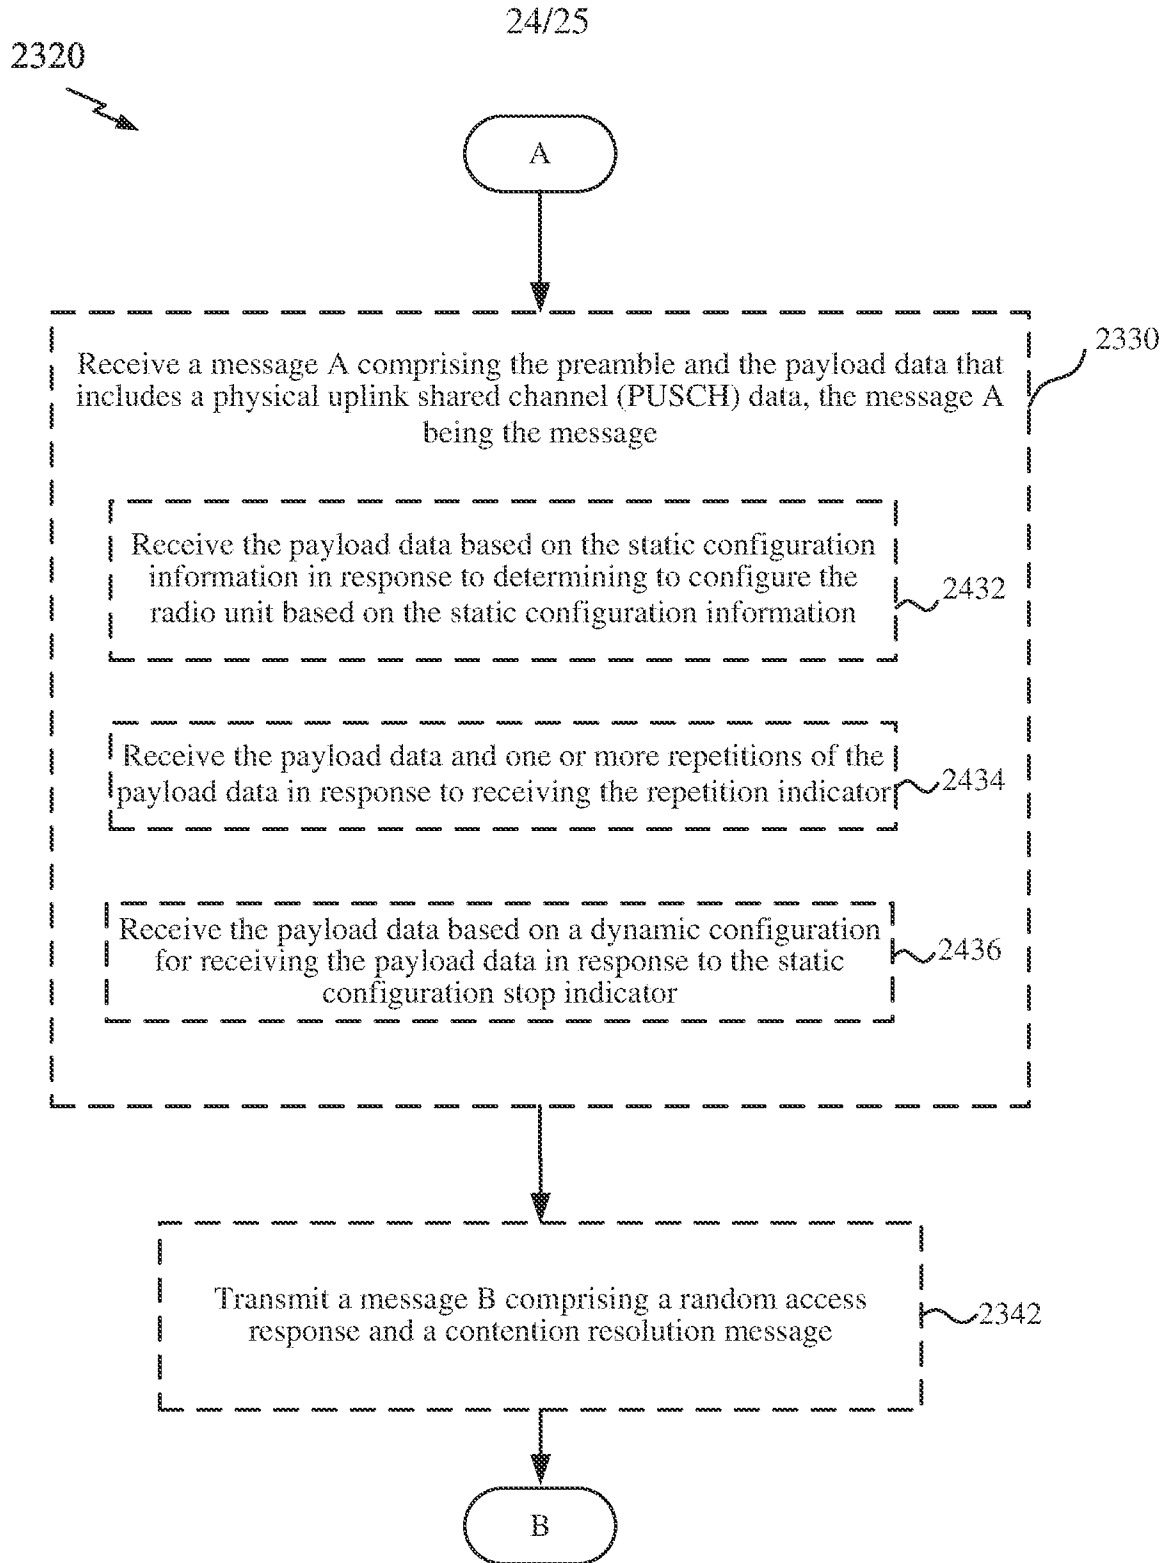 24/25
2320
A
Receive a message A comprising the preamble and the payload data that
includes a physical uplink shared channel (PUSCH) data, the message A
being the message
2330
Receive the payload data based on the static configuration
information in response to determining to configure the
radio unit based on the static configuration information
2432
Receive the payload data and one or more repetitions of the
payload data in response to receiving the repetition indicator
2434
Receive the payload data based on a dynamic configuration
for receiving the payload data in response to the static
configuration stop indicator
2436
Transmit a message B comprising a random access
response and a contention resolution message
2342
B